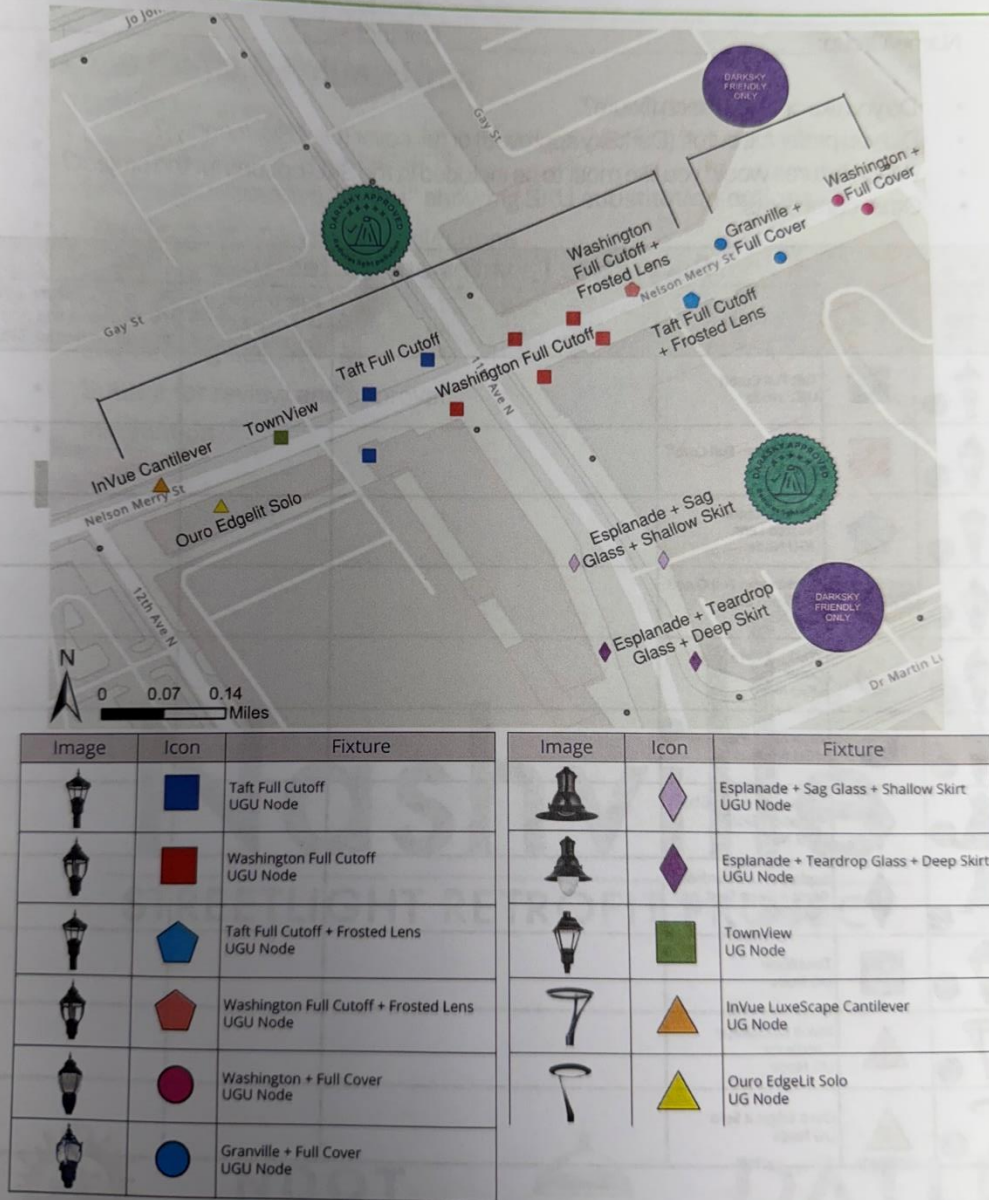 Gay St
DARKSKY
FRIENDLY
ONLY
DARKSKY APPROVED
Washington +
Full Cover
Granville +
Full Cover
Washington
Full Cutoff +
Frosted Lens
Nelson Merry St
Taft Full Cutoff
+ Frosted Lens
Gay St
Taft Full Cutoff
Washington Full Cutoff
11th Ave N
TownView
InVue Cantilever
Nelson Merry St
Ouro Edgelit Solo
DARKSKY APPROVED
Esplanade + Sag
Glass + Shallow Skirt
12th Ave N
Esplanade + Teardrop
Glass + Deep Skirt
DARKSKY
FRIENDLY
ONLY
Dr Martin
N
0 0.07 0.14
Miles
Image Icon Fixture
Taft Full Cutoff
UGU Node
Washington Full Cutoff
UGU Node
Taft Full Cutoff + Frosted Lens
UGU Node
Washington Full Cutoff + Frosted Lens
UGU Node
Washington + Full Cover
UGU Node
Granville + Full Cover
UGU Node
Image Icon Fixture
Esplanade + Sag Glass + Shallow Skirt
UGU Node
Esplanade + Teardrop Glass + Deep Skirt
UGU Node
TownView
UG Node
InVue LuxeScape Cantilever
UG Node
Ouro EdgeLit Solo
UG Node